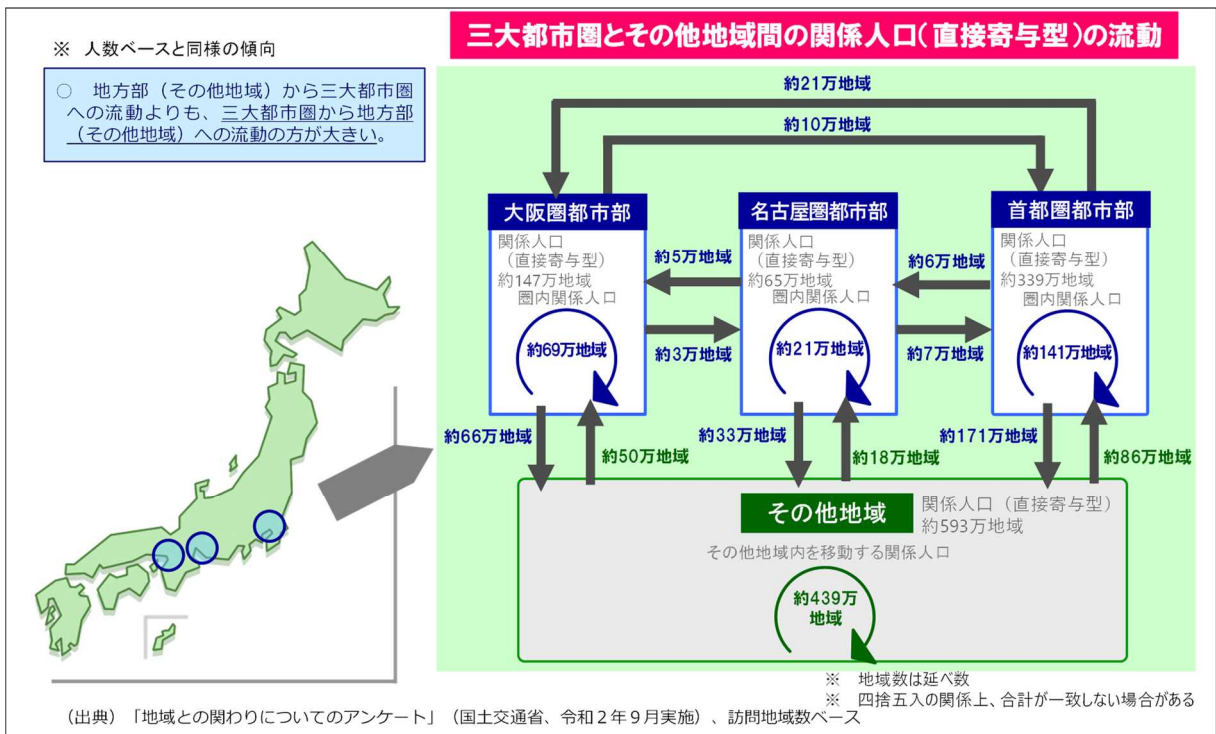 三大都市圏とその他地域間の関係人口(直接寄与型)の流動
※ 人数ベースと同様の傾向
○ 地方部(その他地域)から三大都市圏
への流動よりも、三大都市圏から地方部
(その他地域)への流動の方が大きい。
約21万地域
約10万地域
大阪圏都市部
関係人口
(直接寄与型)
約147万地域
圏内関係人口
約69万地域
約5万地域
約3万地域
名古屋圏都市部
関係人口
(直接寄与型)
約65万地域
圏内関係人口
約21万地域
約6万地域
約7万地域
首都圏都市部
関係人口
(直接寄与型)
約339万地域
圏内関係人口
約141万地域
約66万地域
約50万地域
約33万地域
約18万地域
約171万地域
約86万地域
その他地域
関係人口(直接寄与型)
約593万地域
その他地域内を移動する関係人口
約439万
地域
※ 地域数は延べ数
※ 四捨五入の関係上、合計が一致しない場合がある
(出典)「地域との関わりについてのアンケート」(国土交通省、令和2年9月実施)、訪問地域数ベース